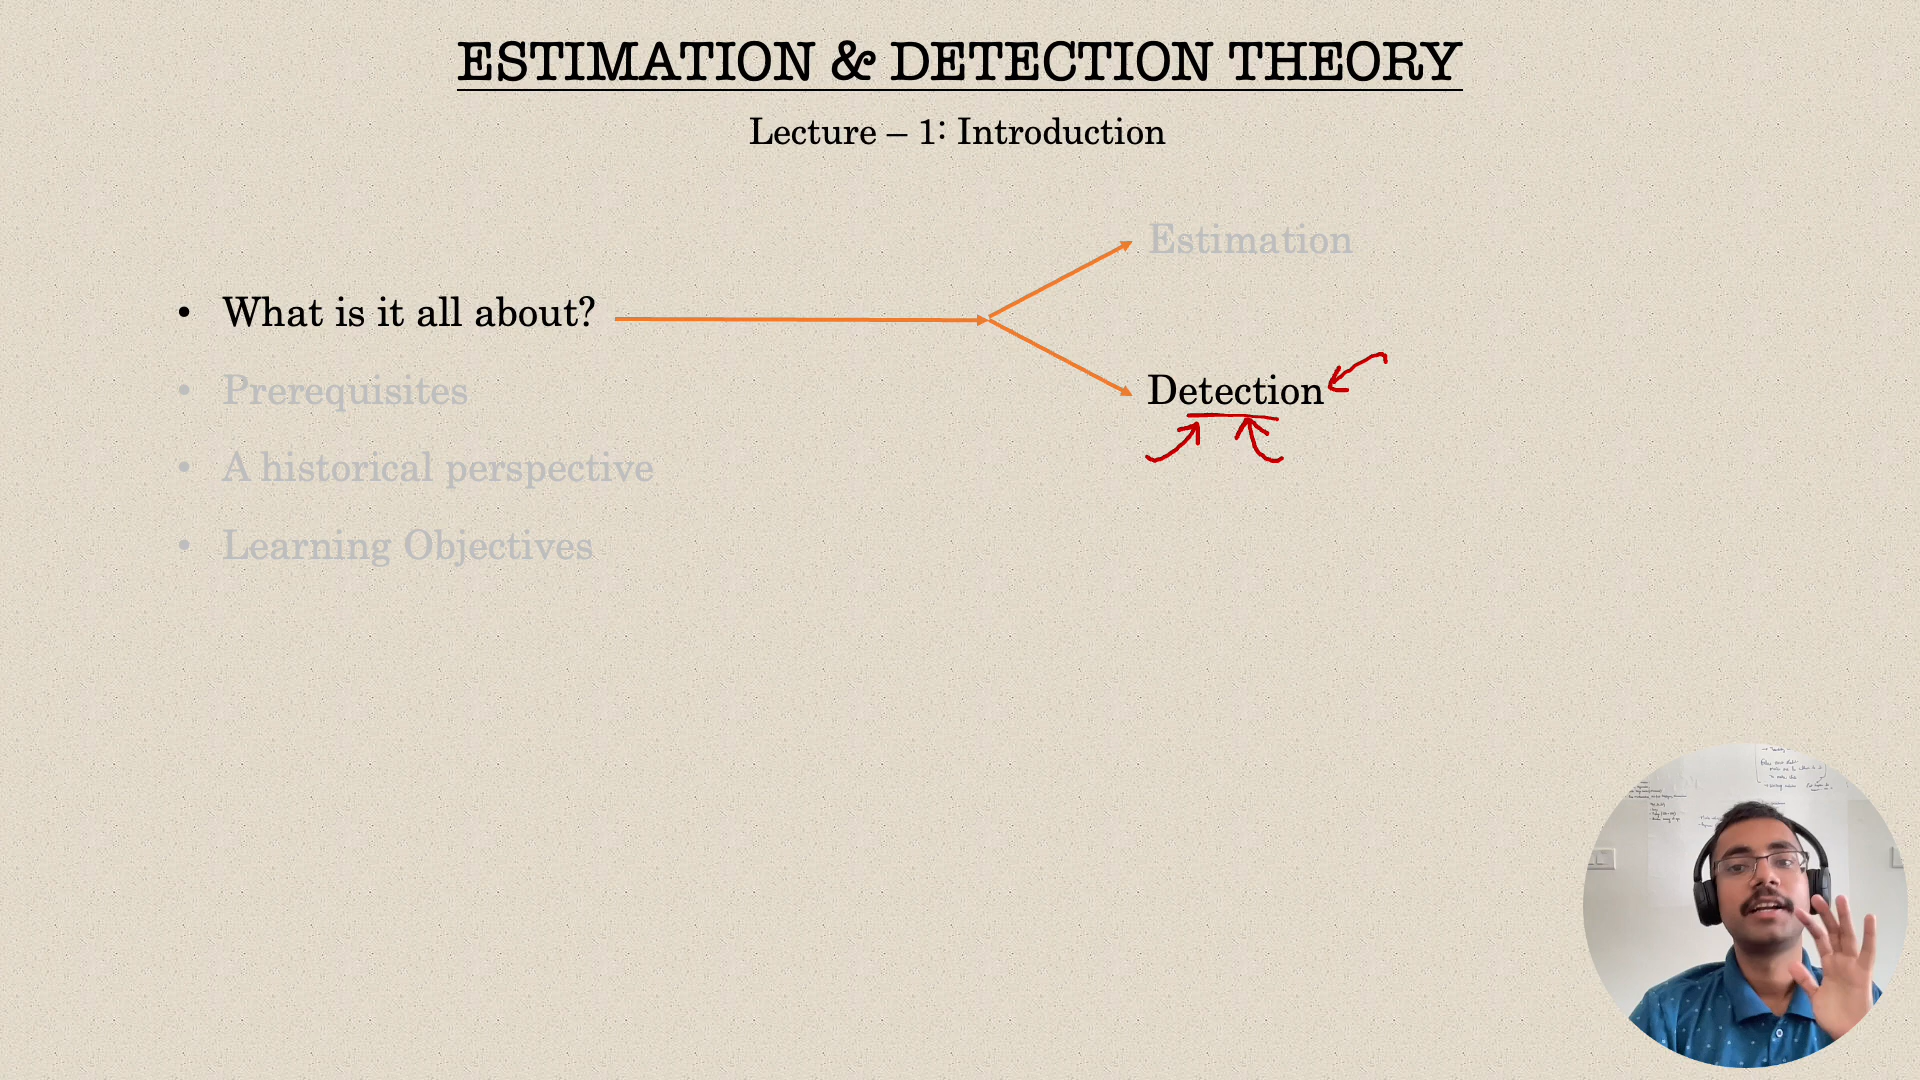 ESTIMATION & DETECTION THEORY
Lecture – 1: Introduction
Estimation
• What is it all about?
• Prerequisites
Detection
• A historical perspective
• Learning Objectives